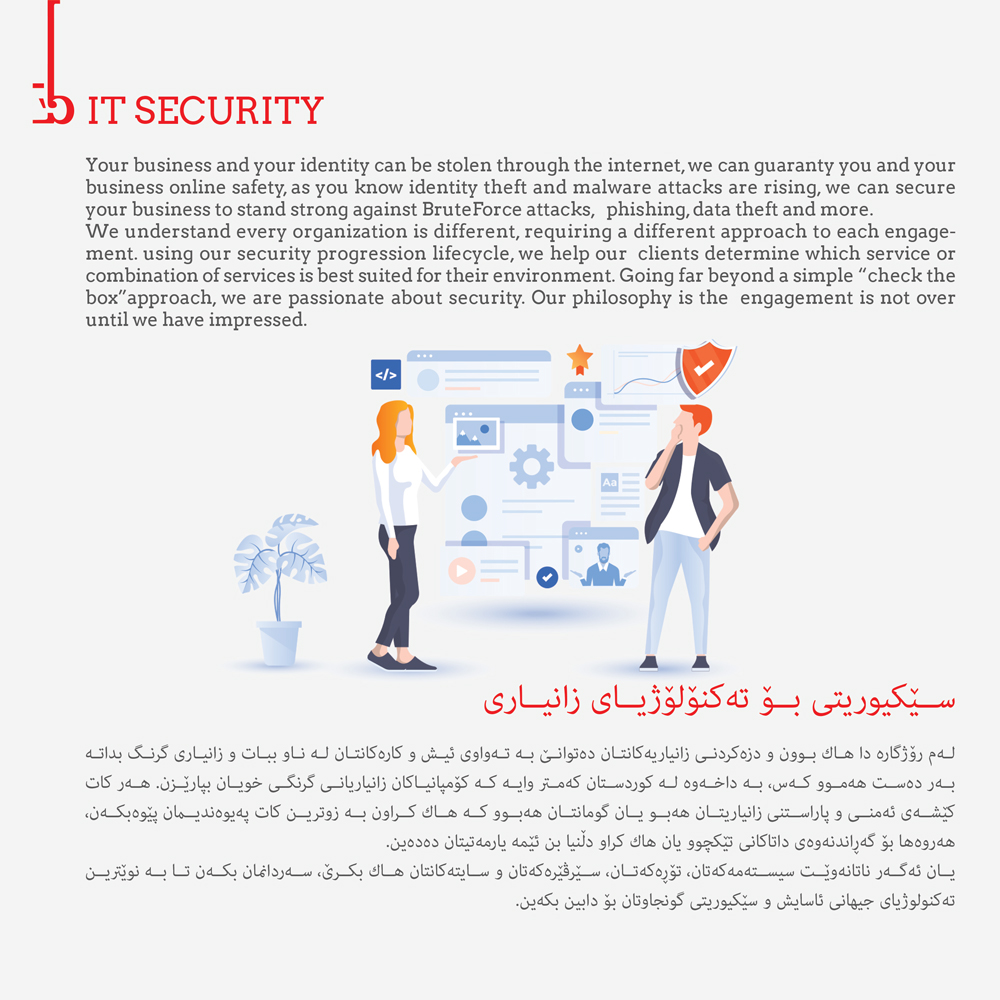 IT SECURITY
Your business and your identity can be stolen through the internet, we can guaranty you and your
business online safety, as you know identity theft and malware attacks are rising, we can secure
your business to stand strong against BruteForce attacks, phishing, data theft and more.
We understand every organization is different, requiring a different approach to each engage-
ment. using our security progression lifecycle, we help our clients determine which service or
combination of services is best suited for their environment. Going far beyond a simple “check the
box”approach, we are passionate about security. Our philosophy is the engagement is not over
until we have impressed.
</>
Aa
سێکیوریتی بۆ تەکنۆلۆژیای زانیاری
لەم رۆژگارە دا هاك بوون و دزەکردنی زانیاریەکانتان دەتوانێ بە تەواوی ئیش و کارەکانتان لە ناو ببات و زانیاری گرنگ بداتە
بەر دەست هەموو کەس، بە داخەوە لە کوردستان کەمتر وایە کە کۆمپانیاکان زانیاریانی گرنگی خویان بپارێزن. هەر کات
کێشەی ئەمنی و پاراستنی زانیاریتان هەبو یان گومانتان هەبوو کە هاك کراون بە زوترین کات پەیوەندیمان پێوەبکەن،
هەروەها بۆ گەڕاندنەوەی داتاکانی تێکچوو یان هاك کراو دڵنیا بن ئێمە یارمەتیتان دەدەین.
یان ئەگەر ناتانەوێت سیستەمەکەتان، تۆڕەکەتان، سێرڤێرەکەتان و سایتەکانتان هاك بکرێ، سەردانمان بکەن تا بە نوێترین
تەکنولوژیای جیهانی ئاسایش و سێکیوریتی گونجاوتان بۆ دابین بکەین.